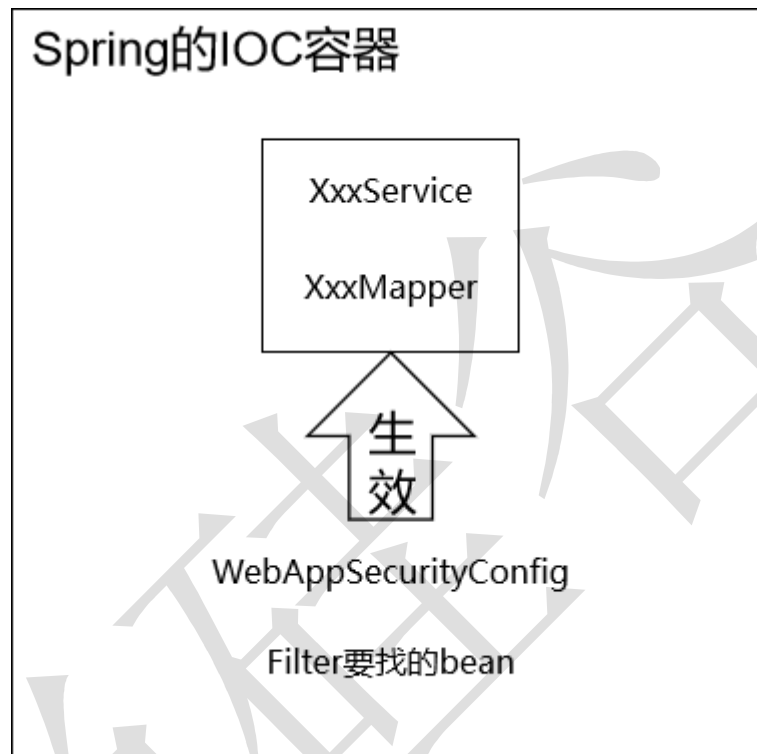 Spring的IOC容器
XxxService
XxxMapper
生
效
WebAppSecurityConfig
Filter要找的bean